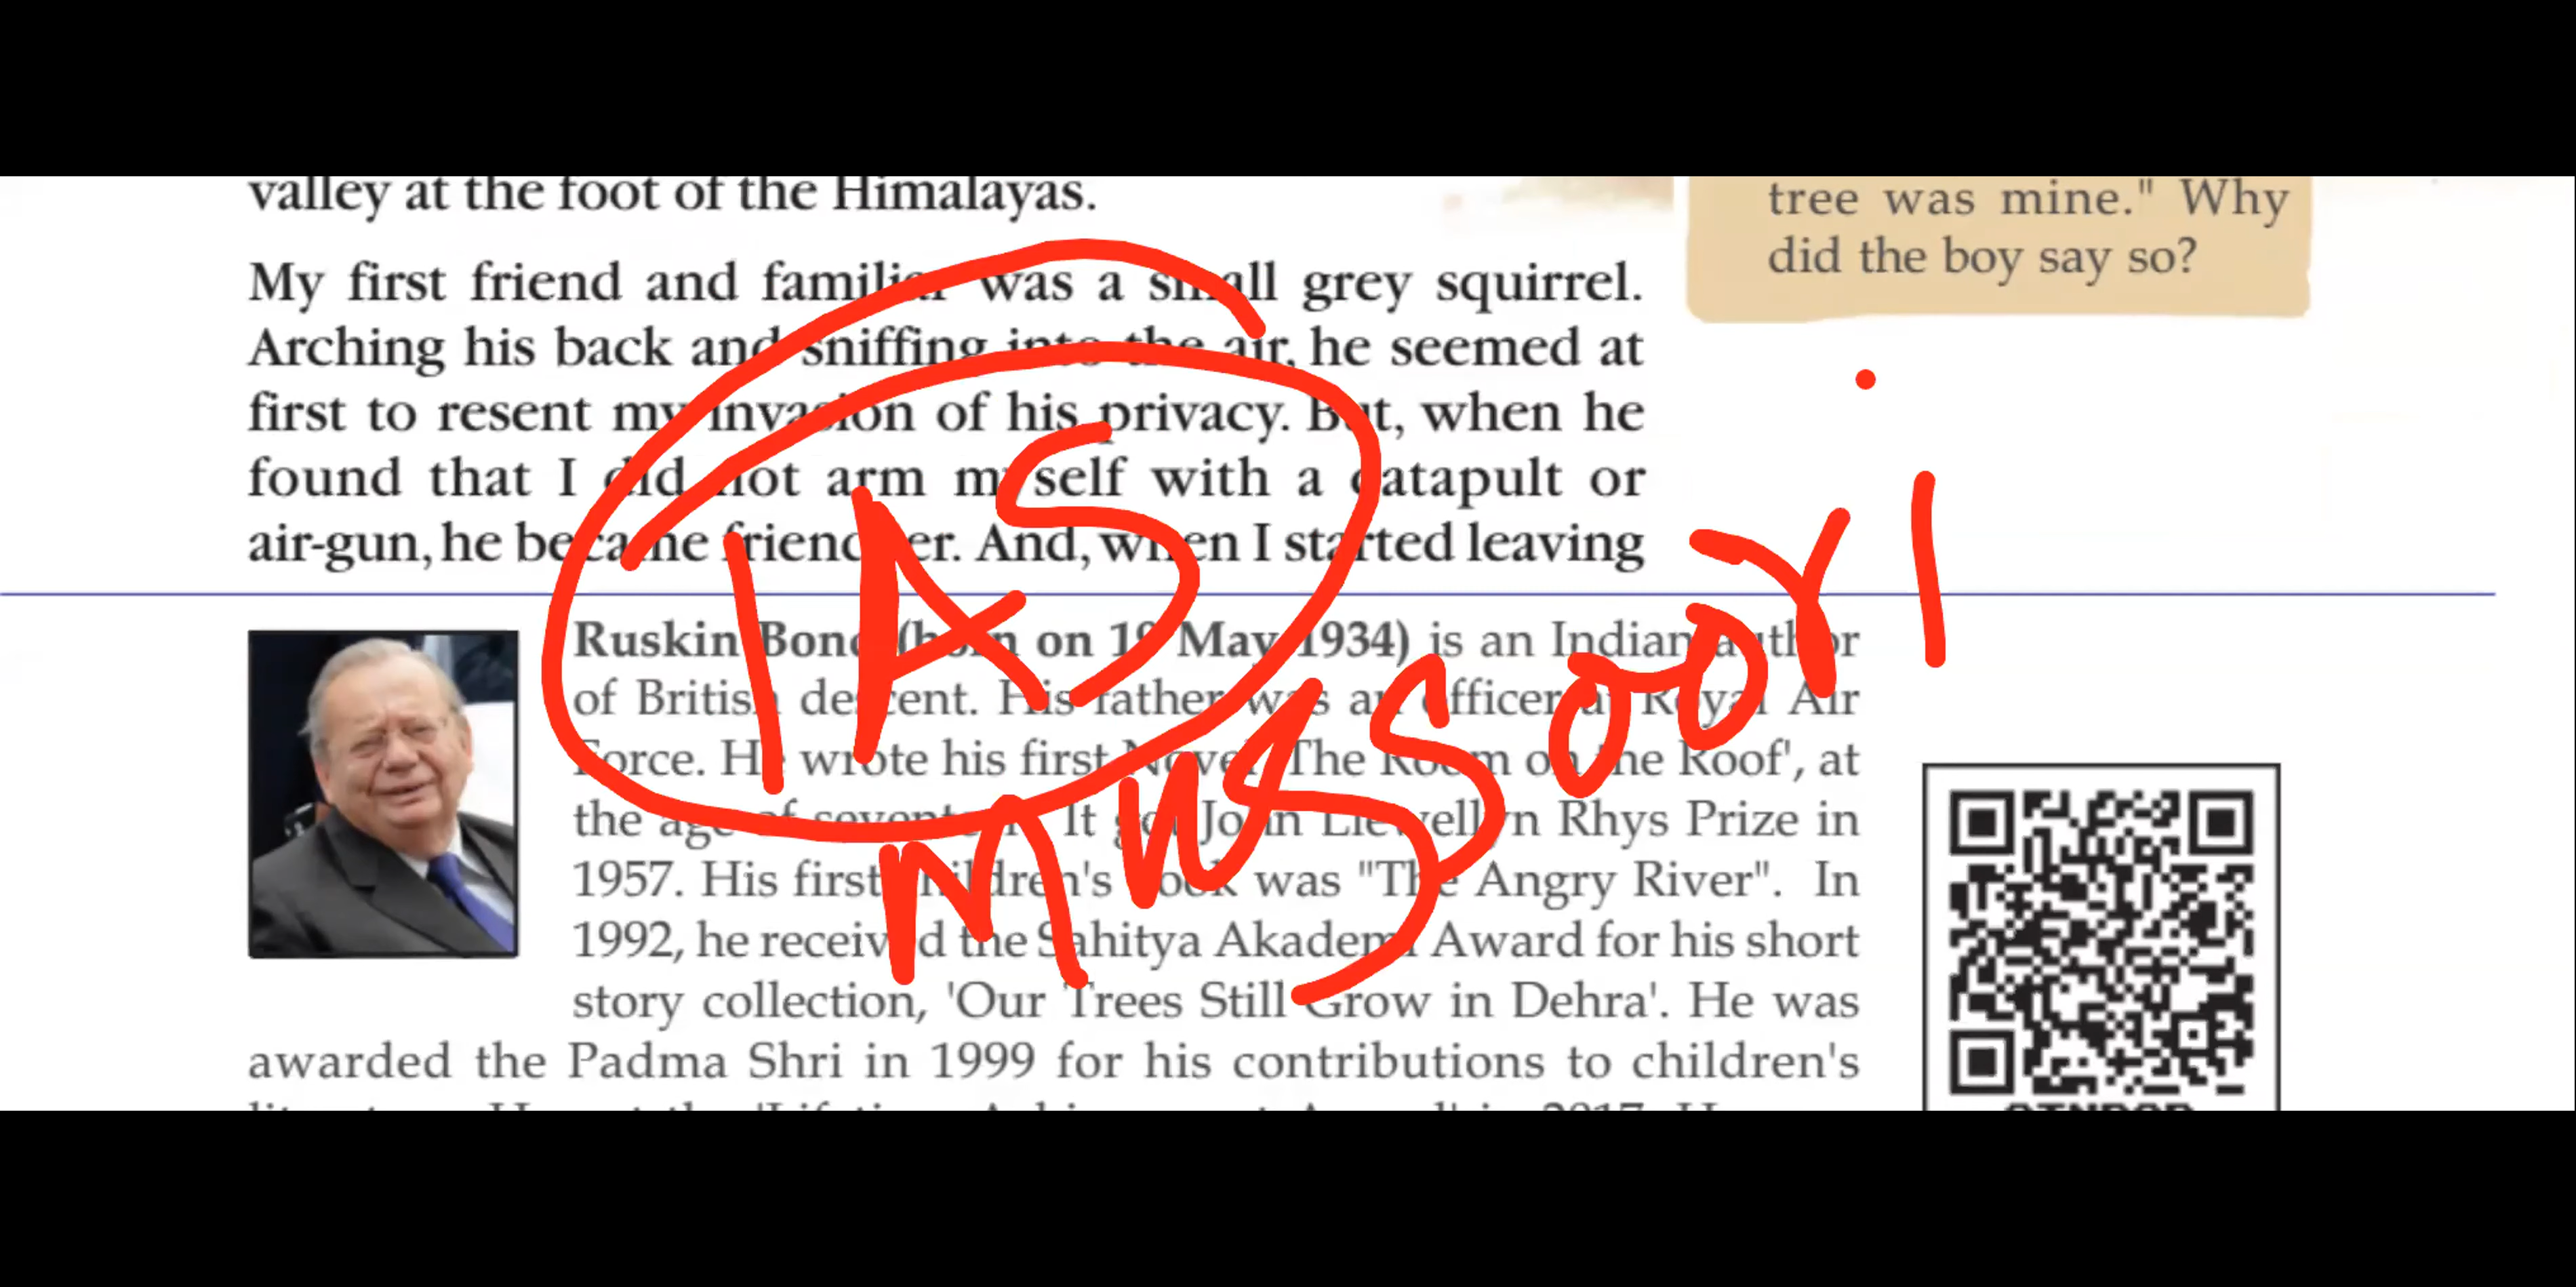 valley at the foot of the Himalayas.
tree was mine." Why
did the boy say so?
My first friend and familiar was a small grey squirrel.
Arching his back and sniffing into the air, he seemed at
first to resent my invasion of his privacy. But, when he
found that I did not arm myself with a catapult or
air-gun, he became friendlier. And, when I started leaving
IAS
Mussoori
Ruskin Bond (born on 19 May 1934) is an Indian author
of British descent. His father was an officer at Royal Air
Force. He wrote his first Novel 'The Room on the Roof', at
the age of seventeen. It got John Llewellyn Rhys Prize in
1957. His first children's book was "The Angry River". In
1992, he received the Sahitya Akademi Award for his short
story collection, 'Our Trees Still Grow in Dehra'. He was
awarded the Padma Shri in 1999 for his contributions to children's